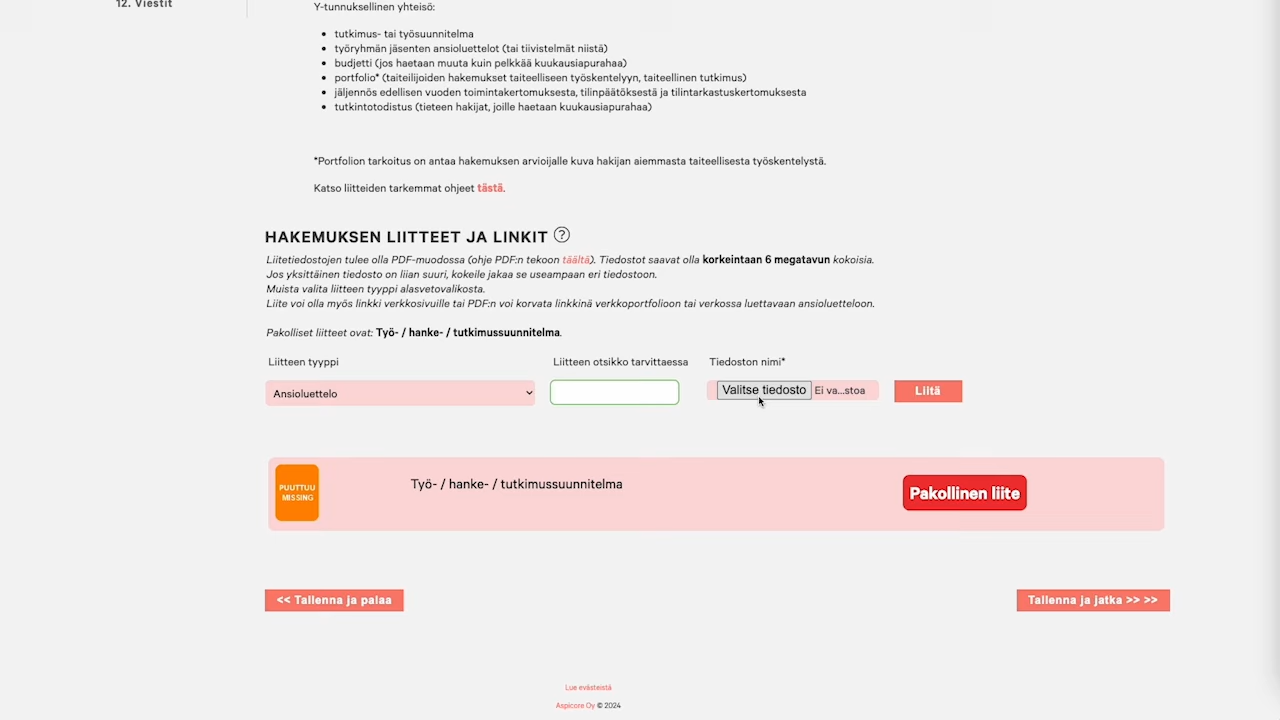 12. Viestit
Y-tunnuksellinen yhteisö:
tutkimus- tai työsuunnitelma
työryhmän jäsenten ansioluettelot (tai tiivistelmät niistä)
budjetti (jos haetaan muuta kuin pelkkää kuukausiapurahaa)
portfolio* (taiteilijoiden hakemukset taiteelliseen työskentelyyn, taiteellinen tutkimus)
jäljennös edellisen vuoden toimintakertomuksesta, tilinpäätöksestä ja tilintarkastuskertomuksesta
tutkintotodistus (tieteen hakijat, joille haetaan kuukausiapurahaa)
*Portfolion tarkoitus on antaa hakemuksen arvioijalle kuva hakijan aiemmasta taiteellisesta työskentelystä.
Katso liitteiden tarkemmat ohjeet tästä.
HAKEMUKSEN LIITTEET JA LINKIT ?
Liitetiedostojen tulee olla PDF-muodossa (ohje PDF:n tekoon täältä). Tiedostot saavat olla korkeintaan 6 megatavun kokoisia.
Jos yksittäinen tiedosto on liian suuri, kokeile jakaa se useampaan eri tiedostoon.
Muista valita liitteen tyyppi alasvetovalikosta.
Liite voi olla myös linkki verkkosivuille tai PDF:n voi korvata linkkinä verkkoportfolioon tai verkossa luettavaan ansioluetteloon.
Pakolliset liitteet ovat: Työ- / hanke- / tutkimussuunnitelma.
Liitteen tyyppi Liitteen otsikko tarvittaessa Tiedoston nimi*
Ansioluettelo Valitse tiedosto Ei va...stoa Liitä
PUUTTUU
MISSING
Työ- / hanke- / tutkimussuunnitelma
Pakollinen liite
<< Tallenna ja palaa Tallenna ja jatka >> >>
Lue evästeistä
Aspicore Oy © 2024